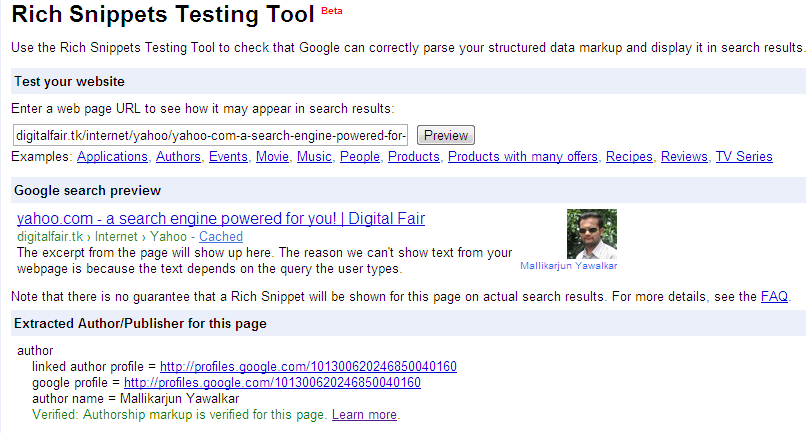 Rich Snippets Testing Tool Beta
Use the Rich Snippets Testing Tool to check that Google can correctly parse your structured data markup and display it in search results.
Test your website
Enter a web page URL to see how it may appear in search results:
digitalfair.tk/internet/yahoo/yahoo-com-a-search-engine-powered-for- Preview
Examples: Applications, Authors, Events, Movie, Music, People, Products, Products with many offers, Recipes, Reviews, TV Series
Google search preview
yahoo.com - a search engine powered for you! | Digital Fair
digitalfair.tk › Internet › Yahoo - Cached
The excerpt from the page will show up here. The reason we can't show text from your
webpage is because the text depends on the query the user types.
Mallikarjun Yawalkar
Note that there is no guarantee that a Rich Snippet will be shown for this page on actual search results. For more details, see the FAQ.
Extracted Author/Publisher for this page
author
linked author profile = http://profiles.google.com/101300620246850040160
google profile = http://profiles.google.com/101300620246850040160
author name = Mallikarjun Yawalkar
Verified: Authorship markup is verified for this page. Learn more.